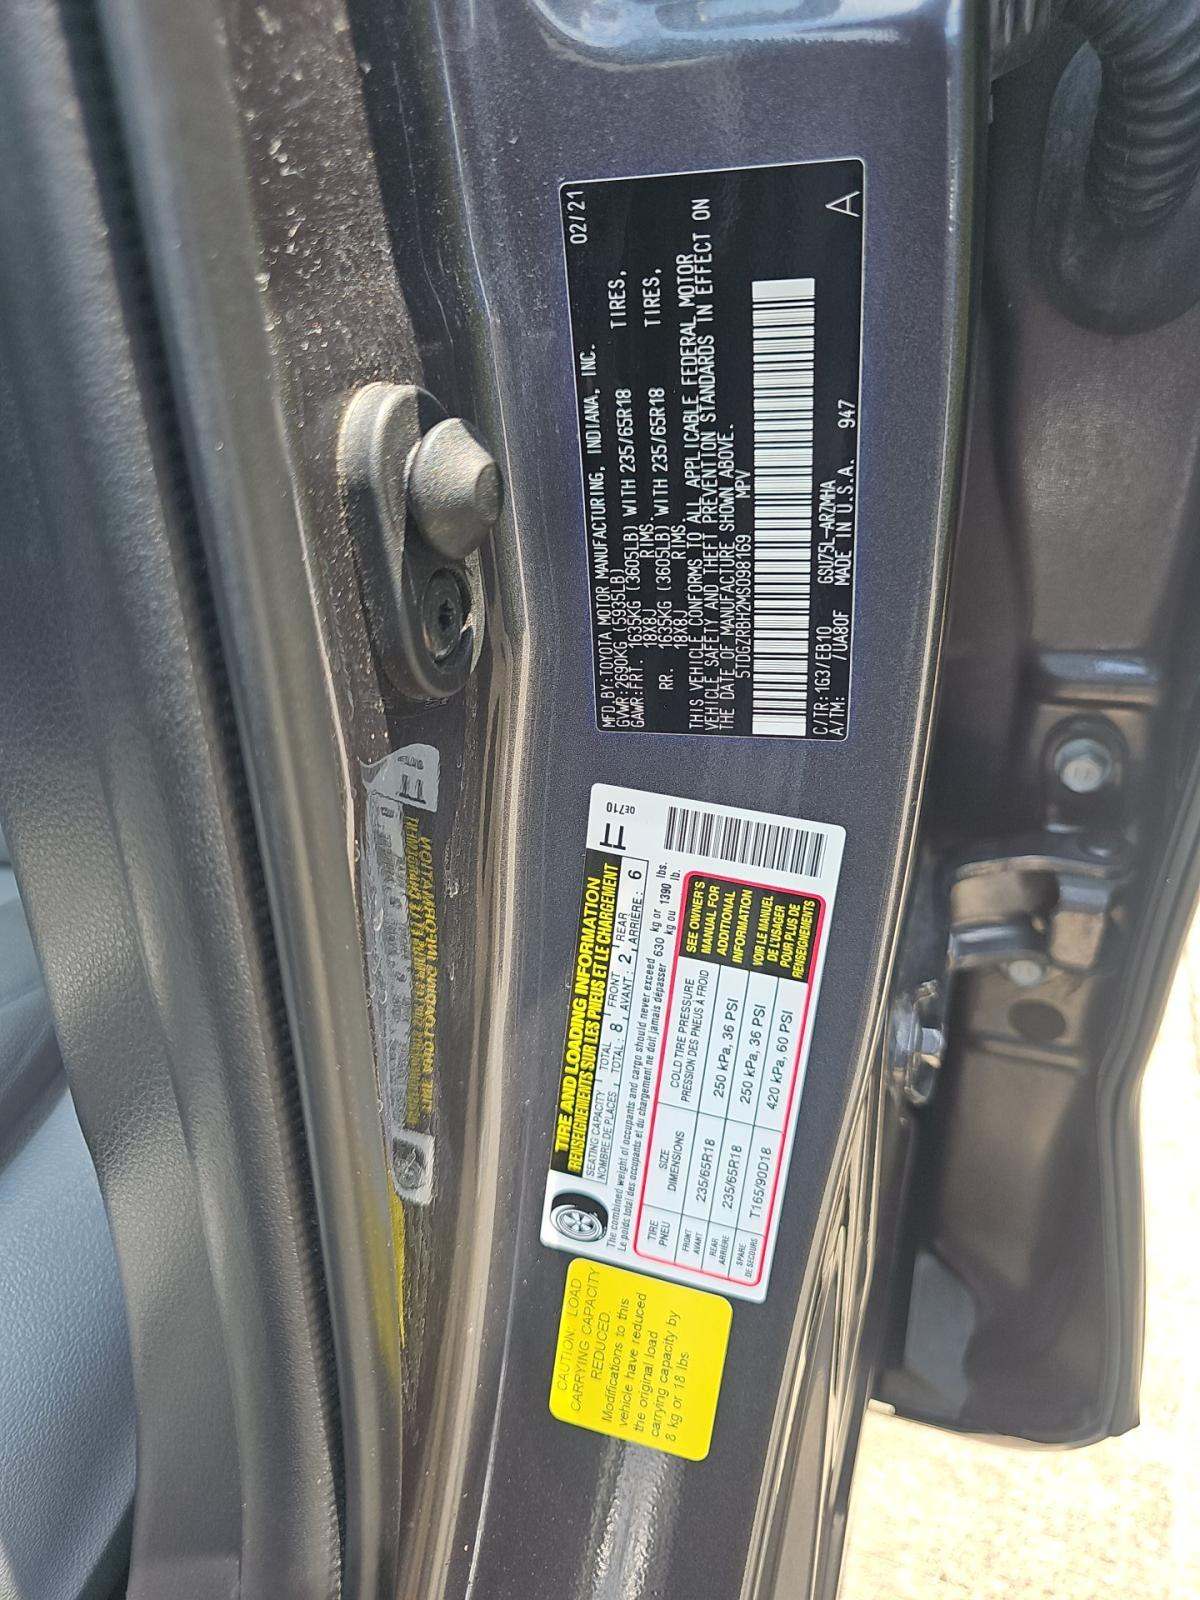 MFD. BY: TOYOTA MOTOR MANUFACTURING, INDIANA, INC. 02/21
GVWR: 2690KG (5935LB)
GAWR: FRT. 1635KG (3605LB) WITH 235/65R18 TIRES,
18X8J RIMS.
RR. 1635KG (3605LB) WITH 235/65R18 TIRES,
18X8J RIMS.
THIS VEHICLE CONFORMS TO ALL APPLICABLE FEDERAL MOTOR
VEHICLE SAFETY AND THEFT PREVENTION STANDARDS IN EFFECT ON
THE DATE OF MANUFACTURE SHOWN ABOVE.
5TDGZRBH2MS098169 MPV
C/TR: 1G3/EB10 GSU75L-ARZMHA
A/TM: /UA80F MADE IN U.S.A. 947 A
TIRE AND LOADING INFORMATION
RENSEIGNEMENTS SUR LES PNEUS ET LE CHARGEMENT
0E710
SEATING CAPACITY TOTAL FRONT REAR
NOMBRE DE PLACES TOTAL: 8 AVANT: 2 ARRIÈRE: 6
The combined weight of occupants and cargo should never exceed 630 kg or 1390 lbs.
Le poids total des occupants et du chargement ne doit jamais dépasser kg ou lb.
TIRE SIZE COLD TIRE PRESSURE
PNEU DIMENSIONS PRESSION DES PNEUS À FROID
FRONT
AVANT 235/65R18 250 kPa, 36 PSI
REAR
ARRIÈRE 235/65R18 250 kPa, 36 PSI
SPARE
DE SECOURS T165/90D18 420 kPa, 60 PSI
SEE OWNER'S
MANUAL FOR
ADDITIONAL
INFORMATION
VOIR LE MANUEL
DE L'USAGER
POUR PLUS DE
RENSEIGNEMENTS
CAUTION: LOAD
CARRYING CAPACITY
REDUCED
Modifications to this
vehicle have reduced
the original load
carrying capacity by
8 kg or 18 lbs